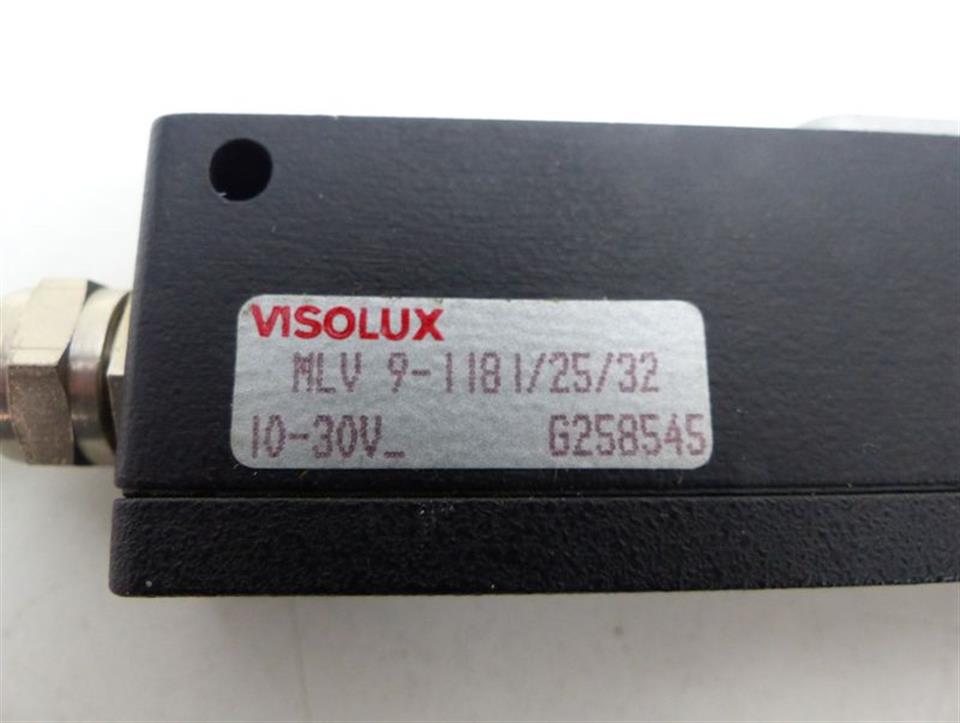 VISOLUX
MLV 9-1181/25/32
10-30V_ G258545